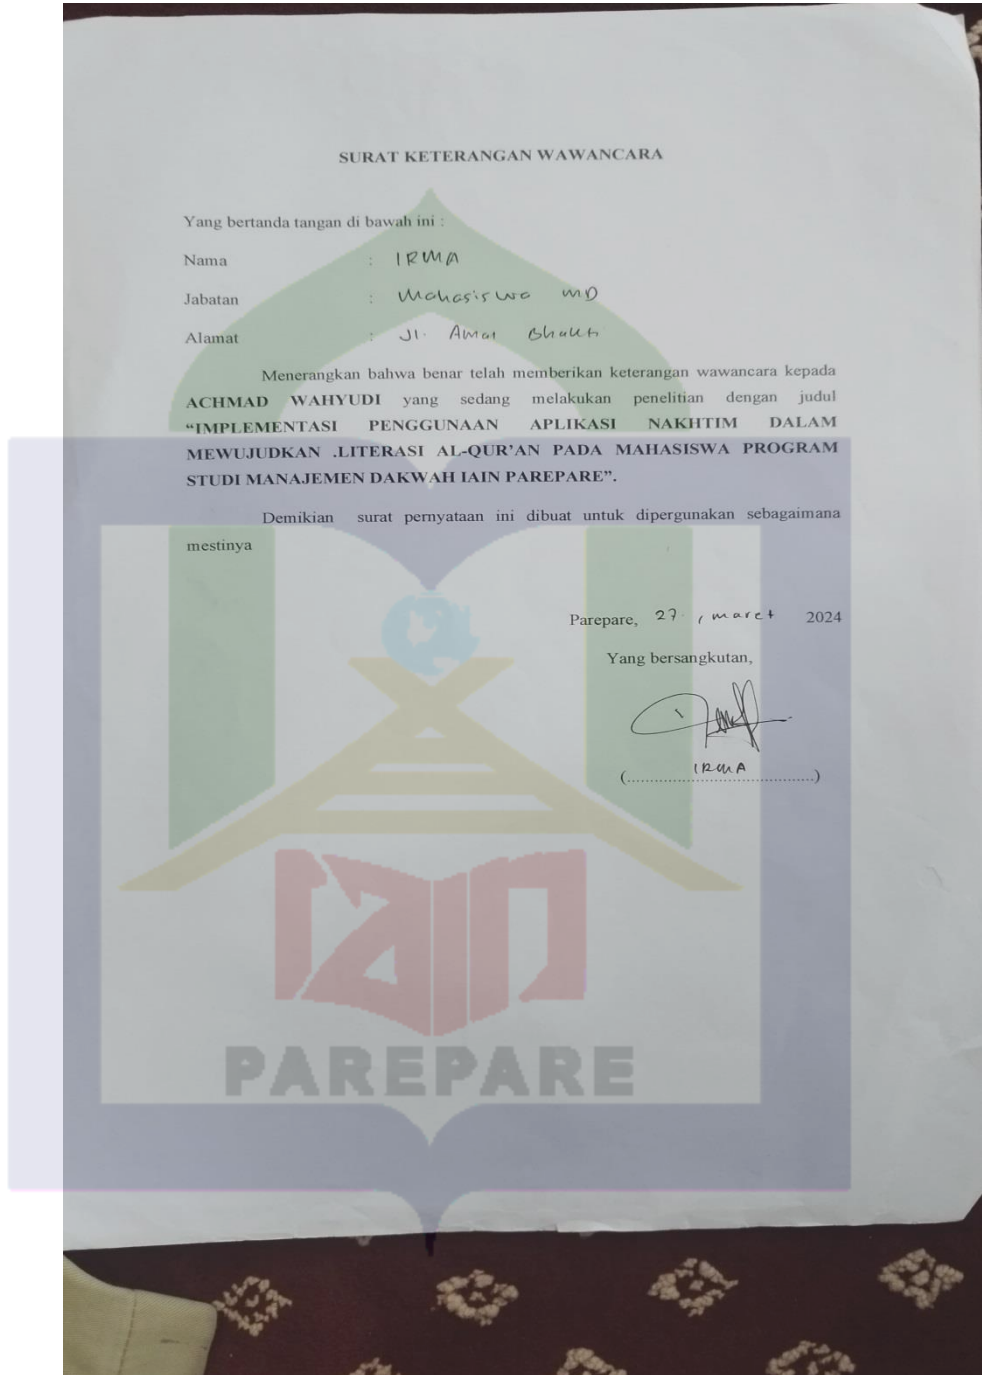 SURAT KETERANGAN WAWANCARA
Yang bertanda tangan di bawah ini :
Nama : IRMA
Jabatan : Mahasiswa MD
Alamat : Jl. Amal Bhakti
Menerangkan bahwa benar telah memberikan keterangan wawancara kepada
ACHMAD WAHYUDI yang sedang melakukan penelitian dengan judul
“IMPLEMENTASI PENGGUNAAN APLIKASI NAKHTIM DALAM
MEWUJUDKAN .LITERASI AL-QUR’AN PADA MAHASISWA PROGRAM
STUDI MANAJEMEN DAKWAH IAIN PAREPARE”.
Demikian surat pernyataan ini dibuat untuk dipergunakan sebagaimana
mestinya
Parepare, 27 , maret 2024
Yang bersangkutan,
(IRMA)
iain
PAREPARE